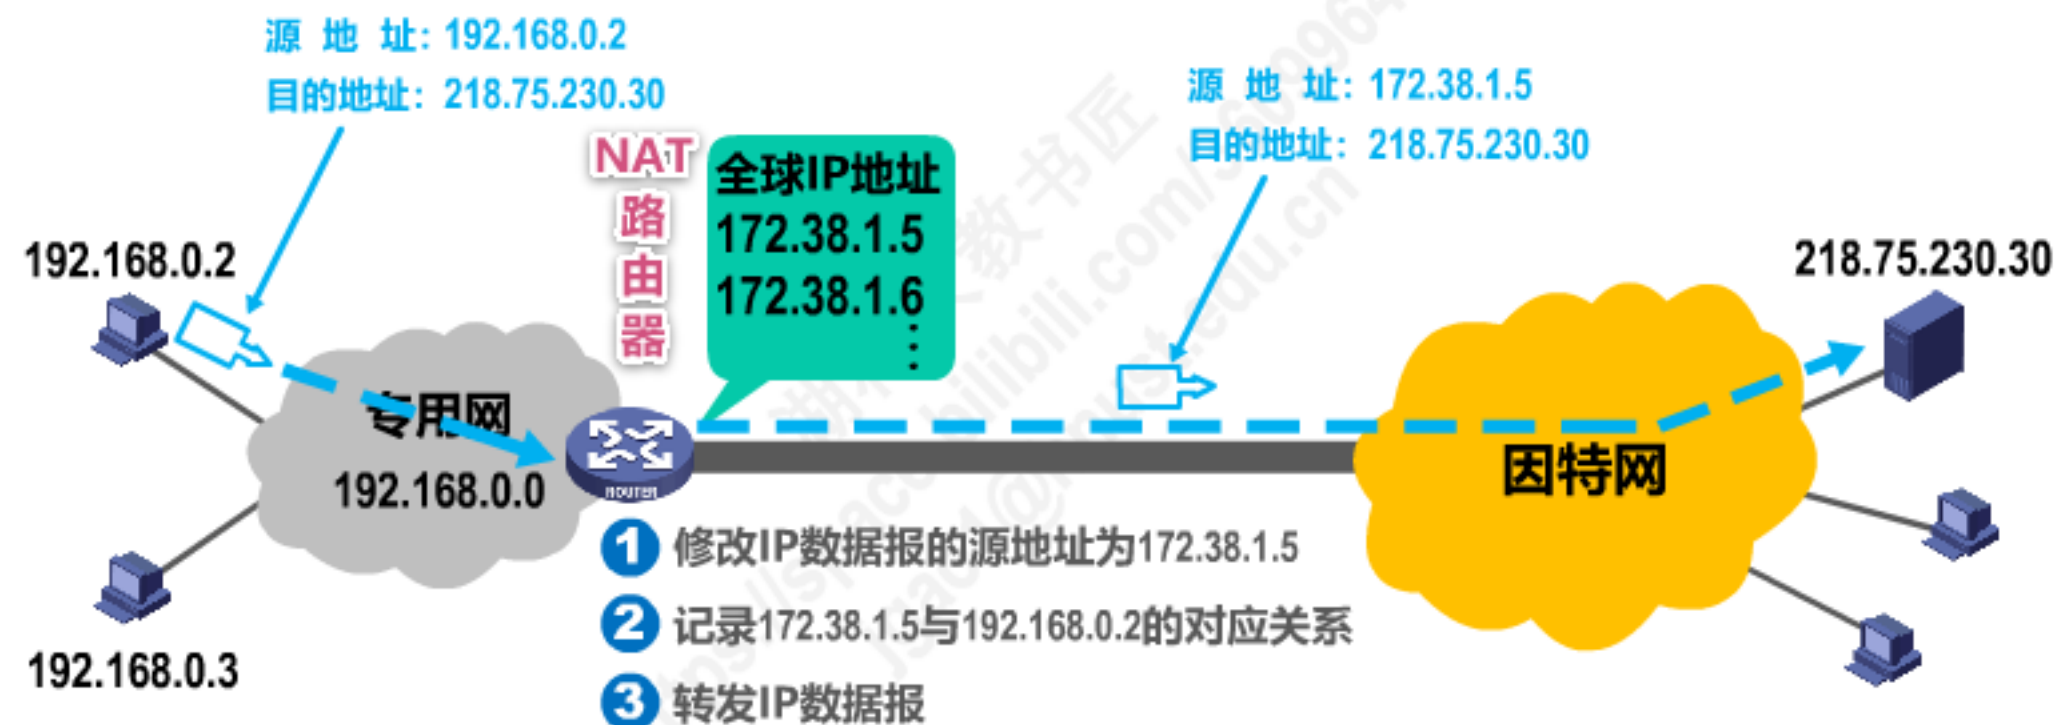 源 地 址：192.168.0.2
目的地址：218.75.230.30
源 地 址：172.38.1.5
目的地址：218.75.230.30
NAT
路
由
器
全球IP地址
172.38.1.5
172.38.1.6
⋮
192.168.0.2
218.75.230.30
专用网
192.168.0.0
ROUTER
因特网
192.168.0.3
1 修改IP数据报的源地址为172.38.1.5
2 记录172.38.1.5与192.168.0.2的对应关系
3 转发IP数据报